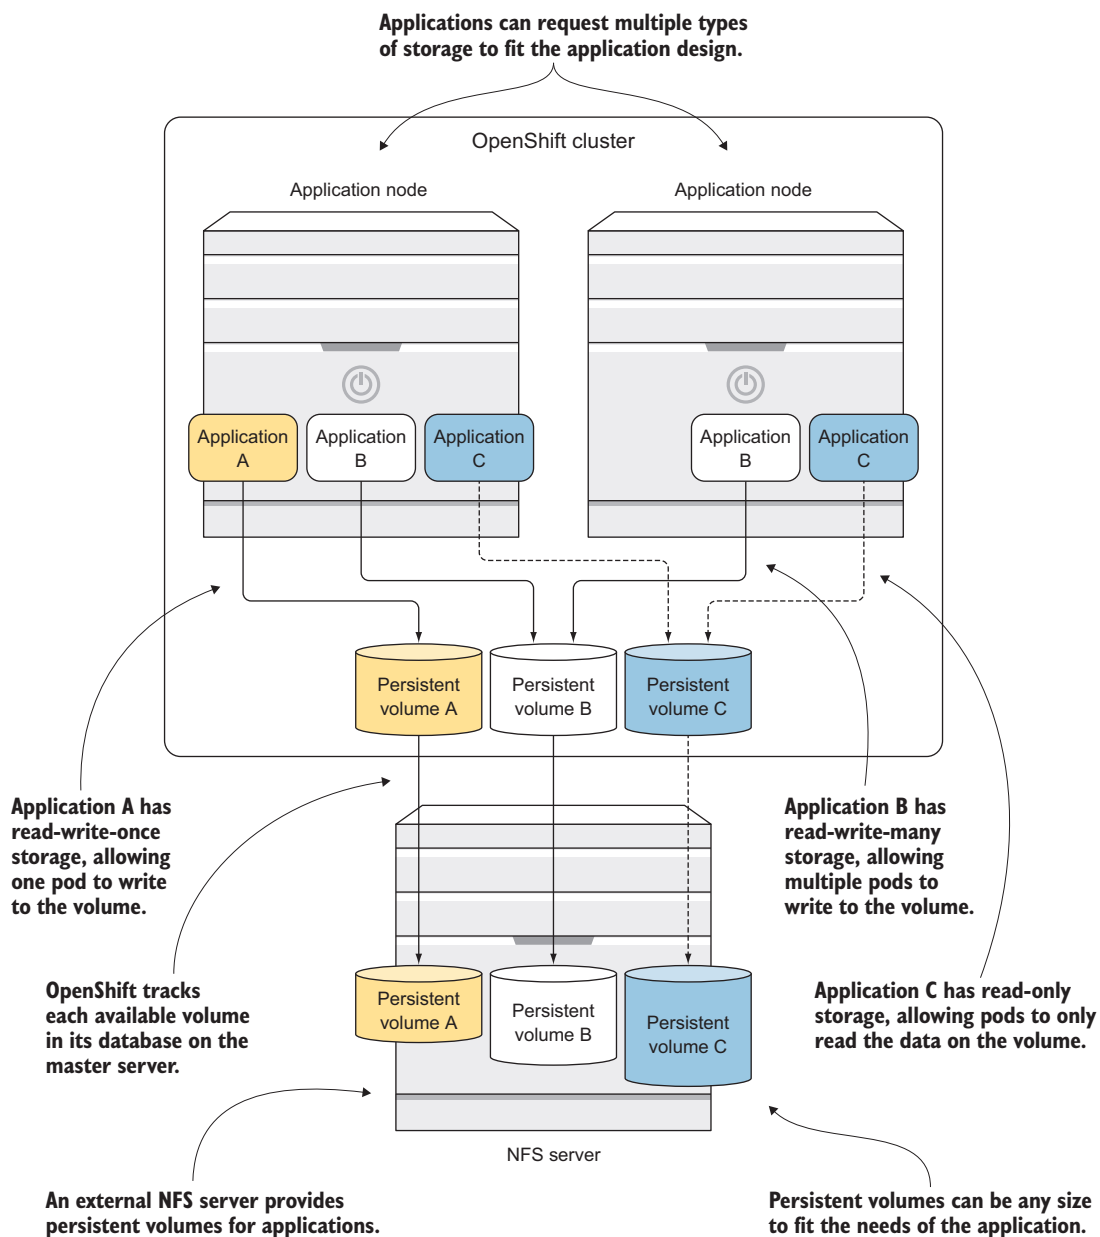 Applications can request multiple types
of storage to fit the application design.
OpenShift cluster
Application node
Application node
Application
A
Application
B
Application
C
Application
B
Application
C
Persistent
volume A
Persistent
volume B
Persistent
volume C
Application A has
read-write-once
storage, allowing
one pod to write
to the volume.
Application B has
read-write-many
storage, allowing
multiple pods to
write to the volume.
OpenShift tracks
each available volume
in its database on the
master server.
Persistent
volume A
Persistent
volume B
Persistent
volume C
Application C has read-only
storage, allowing pods to only
read the data on the volume.
NFS server
An external NFS server provides
persistent volumes for applications.
Persistent volumes can be any size
to fit the needs of the application.